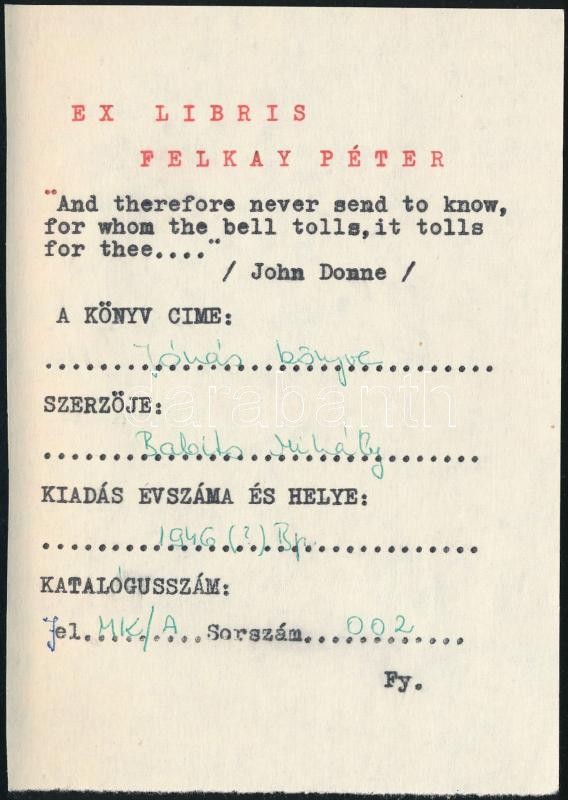 EX LIBRIS
FELKAY PÉTER
"And therefore never send to know,
for whom the bell tolls,it tolls
for thee...."
/ John Donne /
A KÖNYV CIME:
Jónás könyve
darabanth
SZERZÖJE:
Babits Mihály
KIADÁS ÉVSZÁMA ÉS HELYE:
1946 (?) Bp.
KATALÓGUSSZÁM:
Jel. MK/A Sorszám 002
Fy.